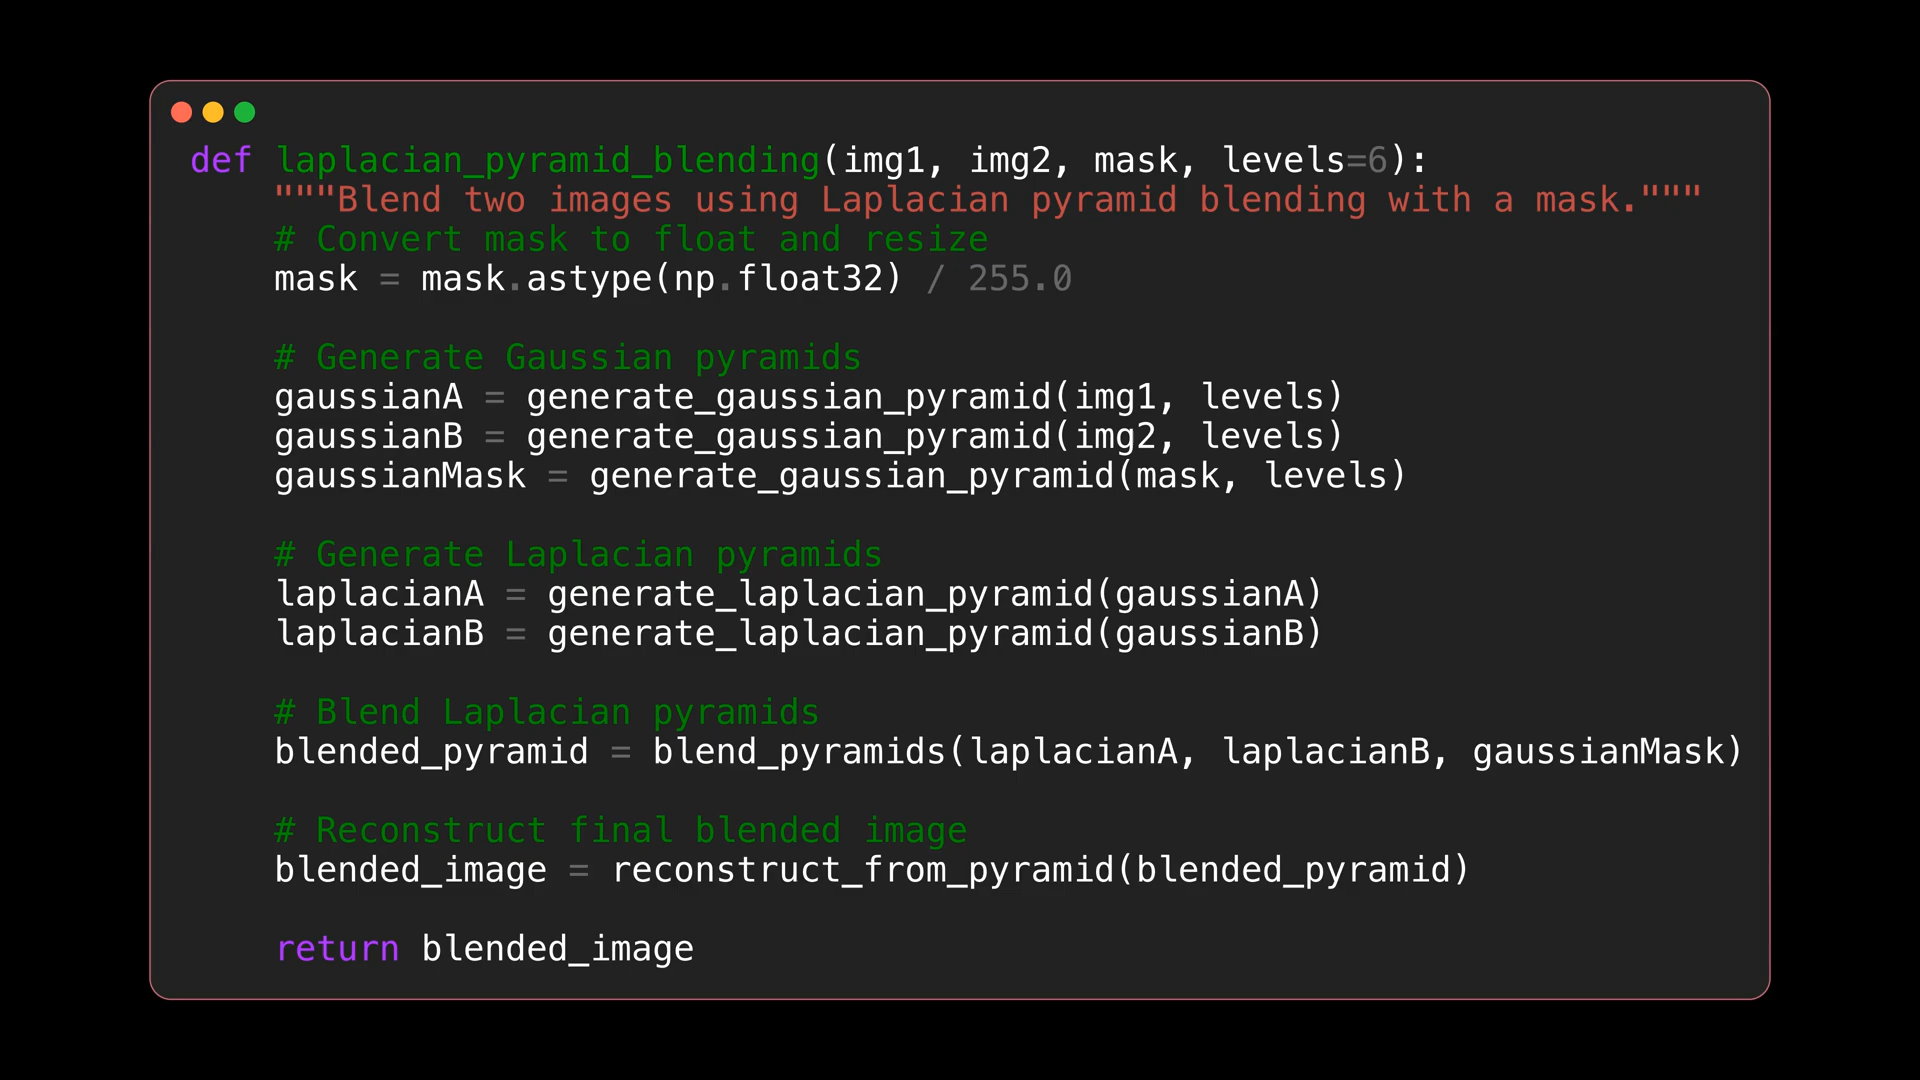 def laplacian_pyramid_blending(img1, img2, mask, levels=6):
    """Blend two images using Laplacian pyramid blending with a mask."""
    # Convert mask to float and resize
    mask = mask.astype(np.float32) / 255.0

    # Generate Gaussian pyramids
    gaussianA = generate_gaussian_pyramid(img1, levels)
    gaussianB = generate_gaussian_pyramid(img2, levels)
    gaussianMask = generate_gaussian_pyramid(mask, levels)

    # Generate Laplacian pyramids
    laplacianA = generate_laplacian_pyramid(gaussianA)
    laplacianB = generate_laplacian_pyramid(gaussianB)

    # Blend Laplacian pyramids
    blended_pyramid = blend_pyramids(laplacianA, laplacianB, gaussianMask)

    # Reconstruct final blended image
    blended_image = reconstruct_from_pyramid(blended_pyramid)

    return blended_image